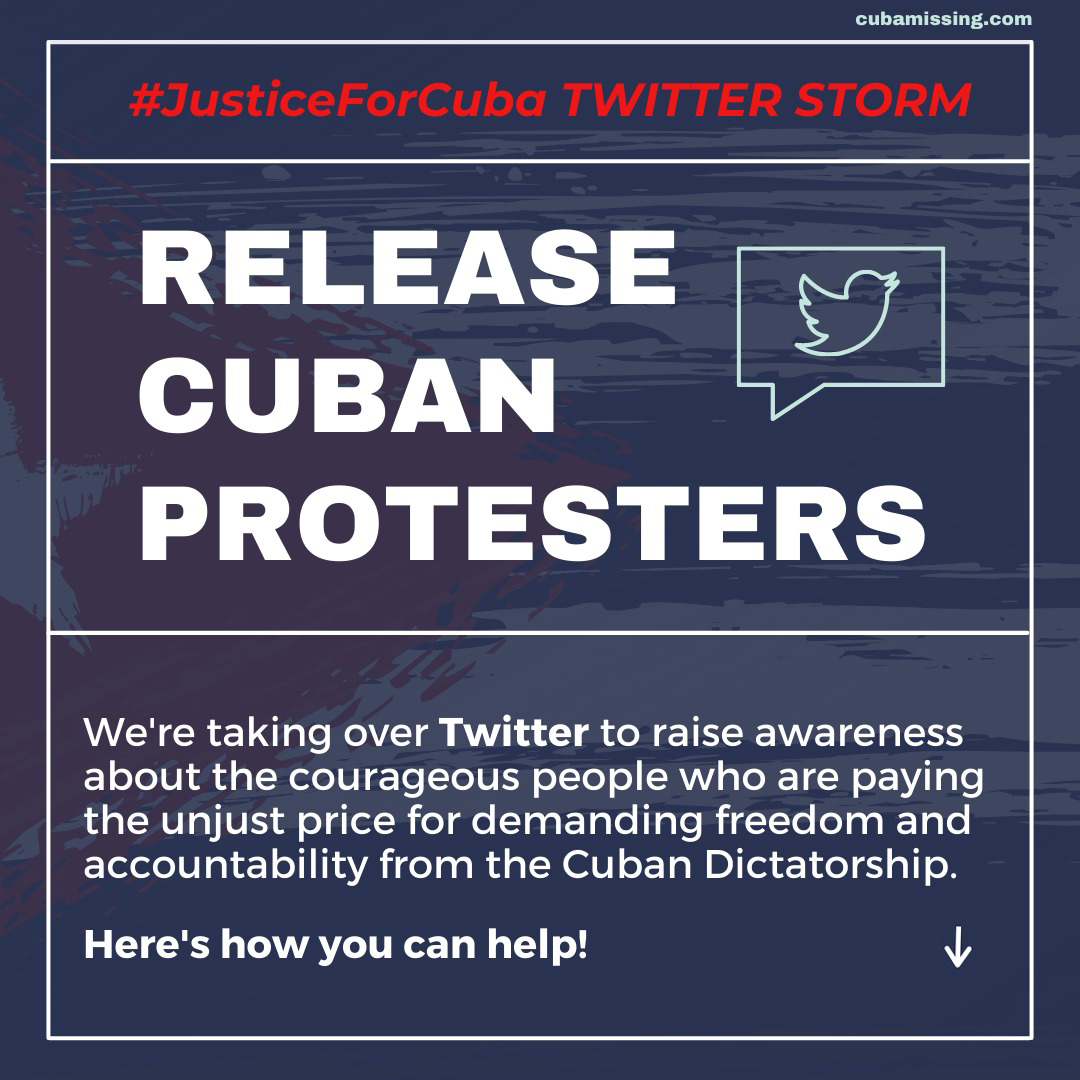 cubamissing.com
#JusticeForCuba TWITTER STORM
RELEASE
CUBAN
PROTESTERS
We're taking over Twitter to raise awareness
about the courageous people who are paying
the unjust price for demanding freedom and
accountability from the Cuban Dictatorship.
Here's how you can help!